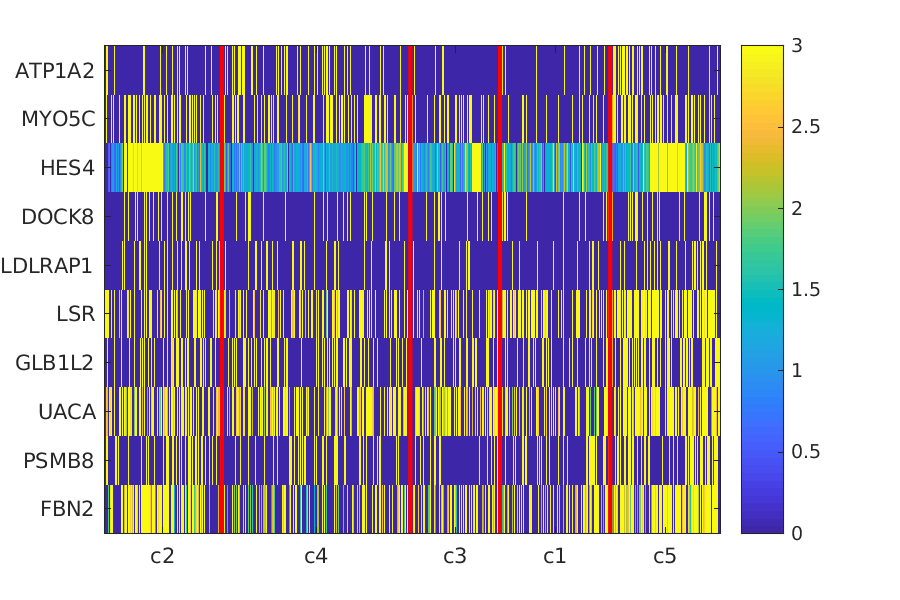 ATP1A2
MYO5C
HES4
DOCK8
LDLRAP1
LSR
GLB1L2
UACA
PSMB8
FBN2
c2 c4 c3 c1 c5
3
2.5
2
1.5
1
0.5
0